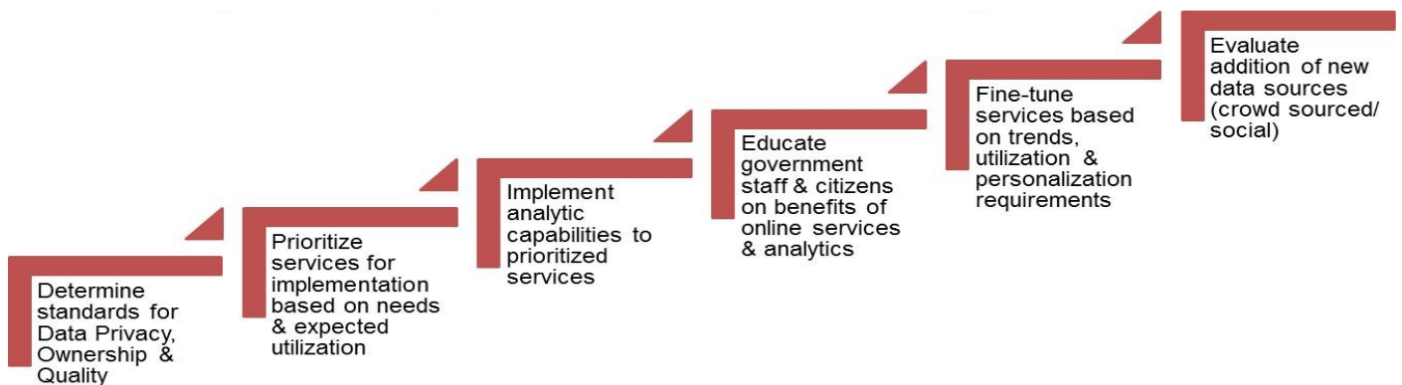 Determine
standards for
Data Privacy,
Ownership &
Quality
Prioritize
services for
implementation
based on needs
& expected
utilization
Implement
analytic
capabilities to
prioritized
services
Educate
government
staff & citizens
on benefits of
online services
& analytics
Fine-tune
services based
on trends,
utilization &
personalization
requirements
Evaluate
addition of new
data sources
(crowd sourced/
social)